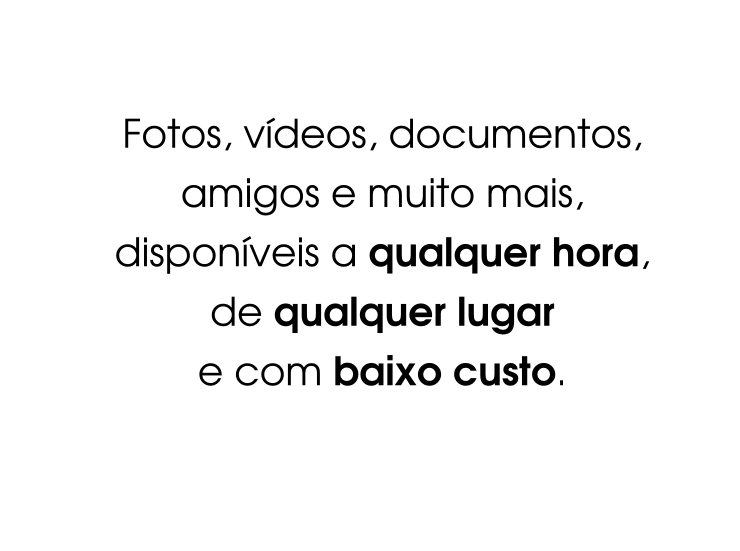 Fotos, vídeos, documentos,
amigos e muito mais,
disponíveis a qualquer hora,
de qualquer lugar
e com baixo custo.